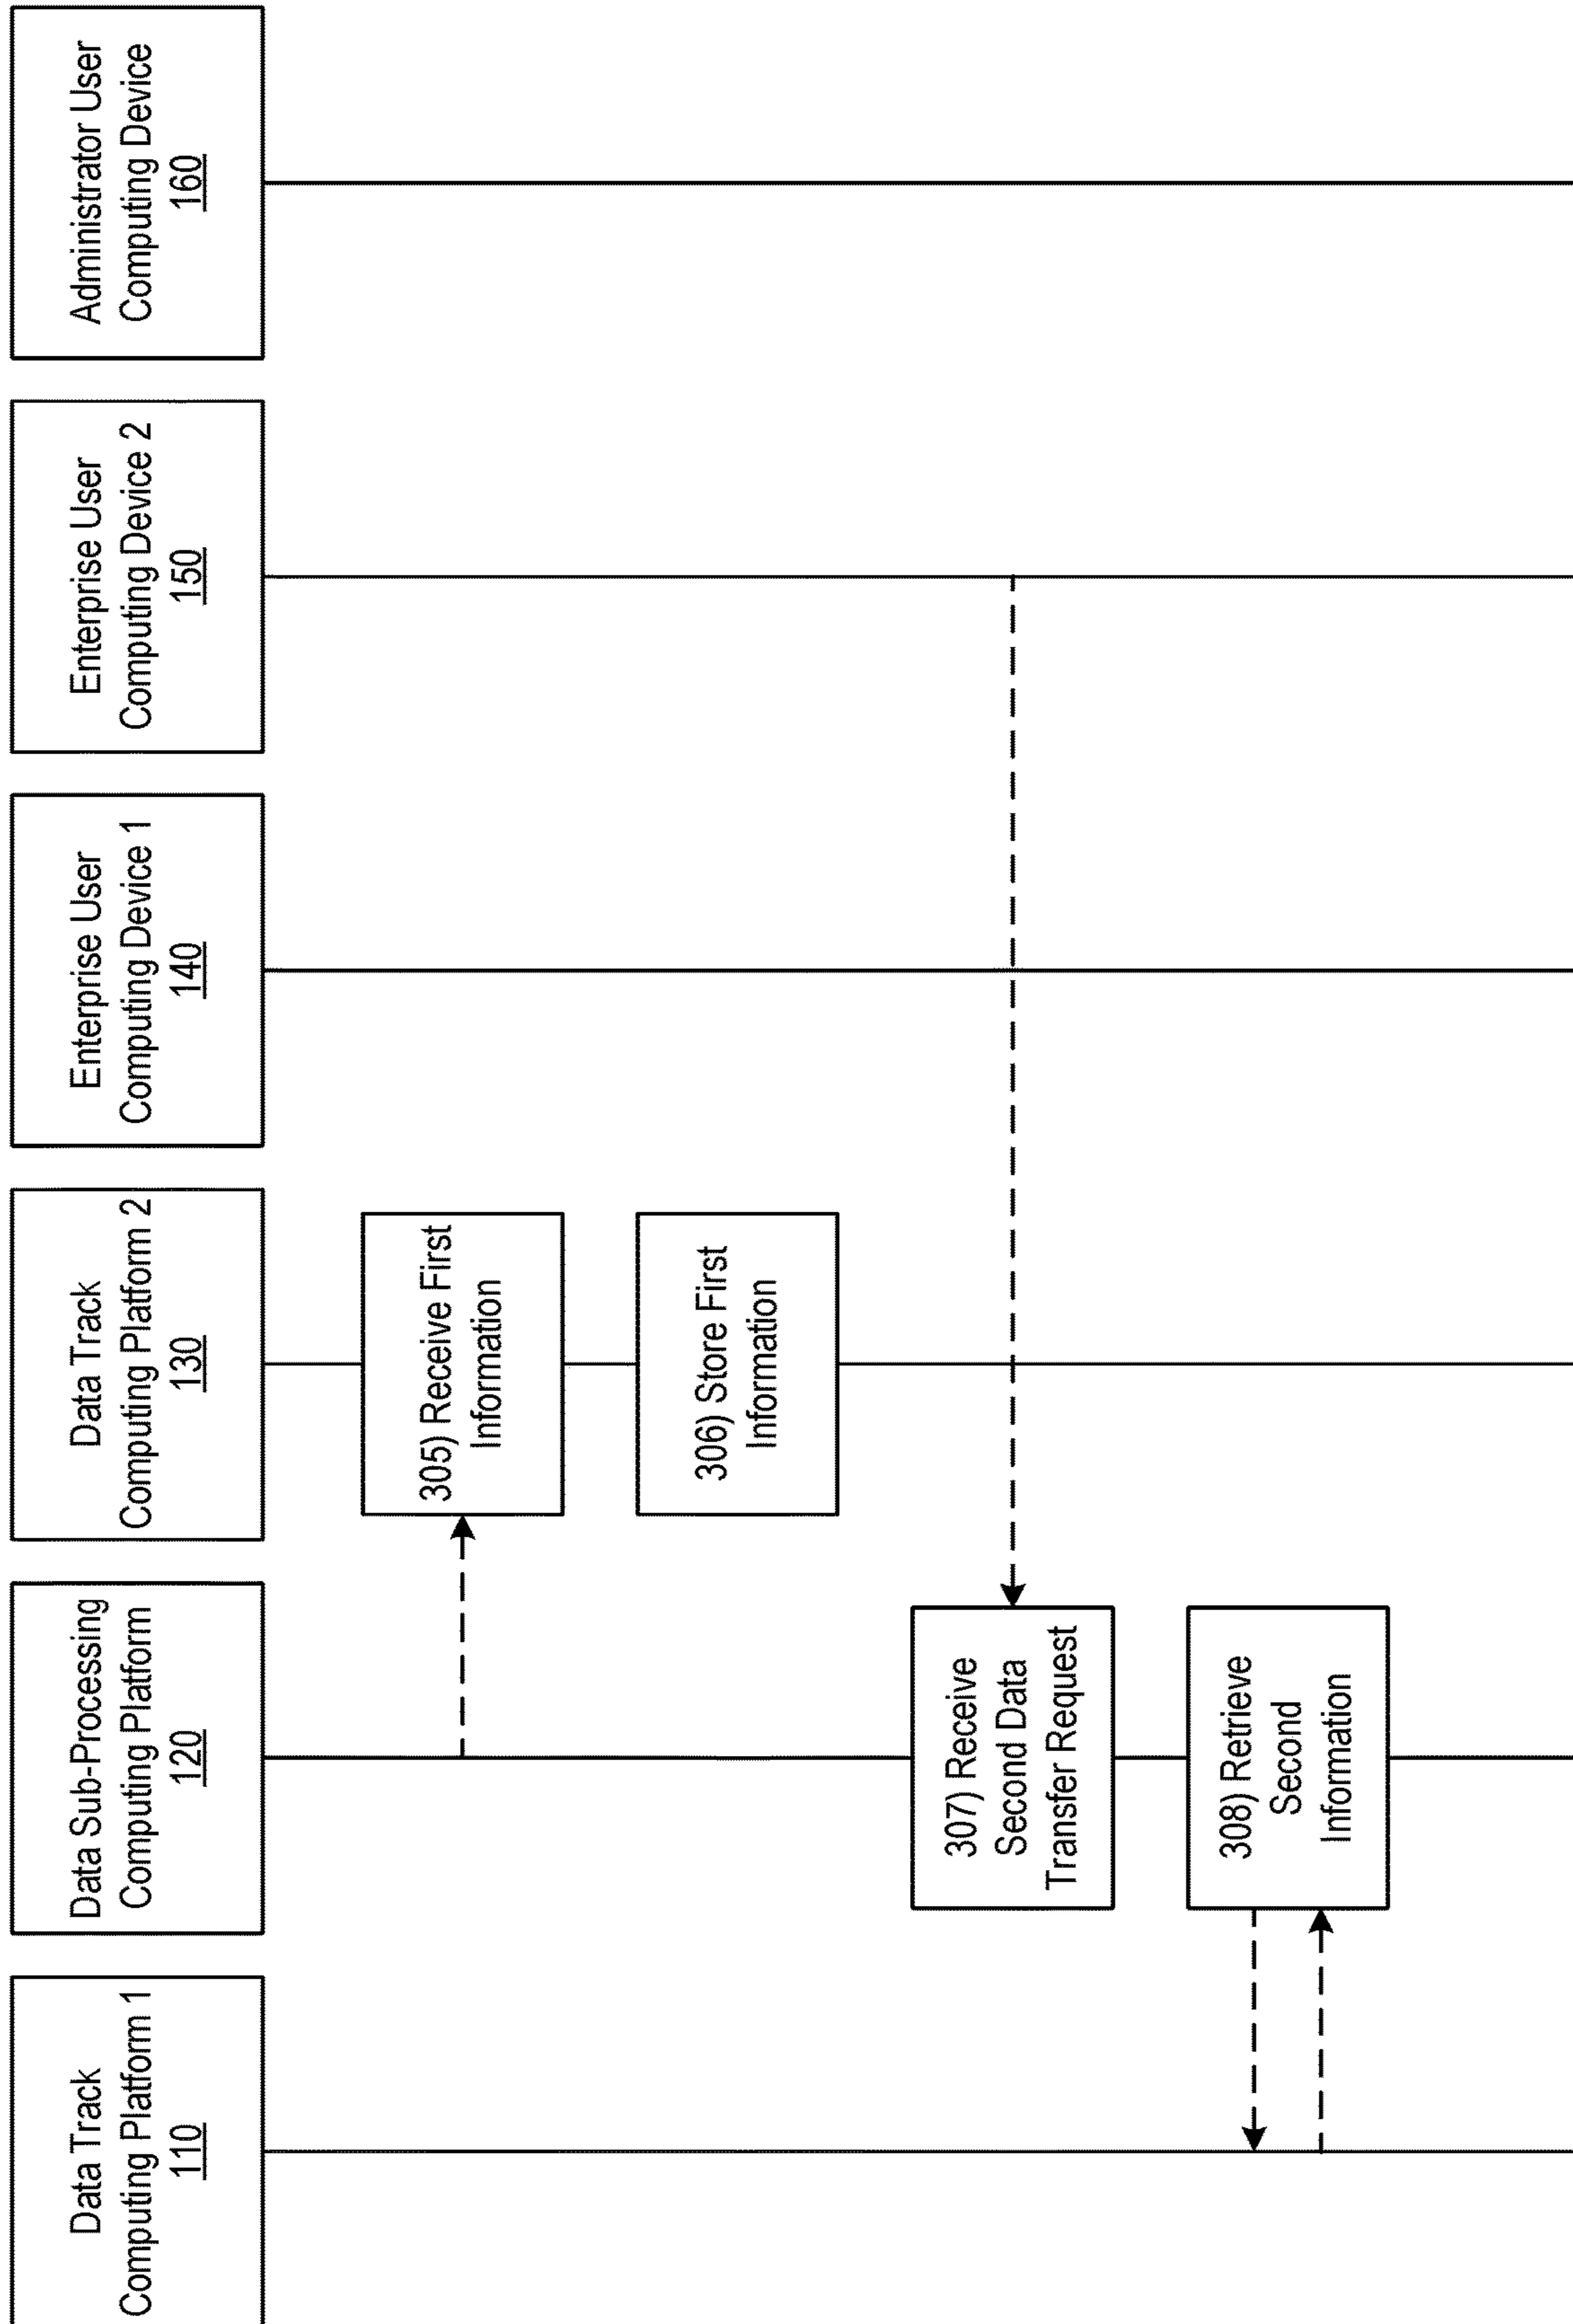 Data Track
Computing Platform 1
110
Data Sub-Processing
Computing Platform
120
Data Track
Computing Platform 2
130
Enterprise User
Computing Device 1
140
Enterprise User
Computing Device 2
150
Administrator User
Computing Device
160
305) Receive First
Information
306) Store First
Information
307) Receive
Second Data
Transfer Request
308) Retrieve
Second
Information